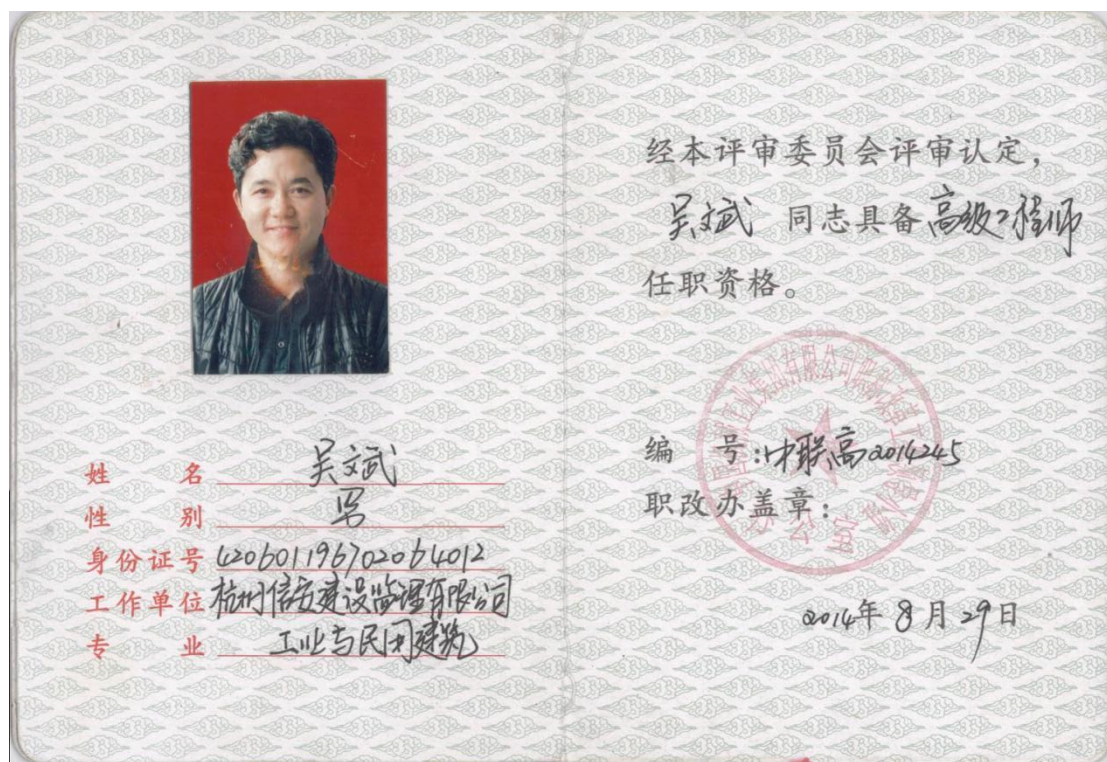 姓名 吴文武
性别 男
身份证号 420601196702064012
工作单位 杭州信安建设监理有限公司
专业 工业与民用建筑
经本评审委员会评审认定，
吴文武 同志具备高级工程师
任职资格。
编号：中联高2014245
职改办盖章：
2014年8月29日